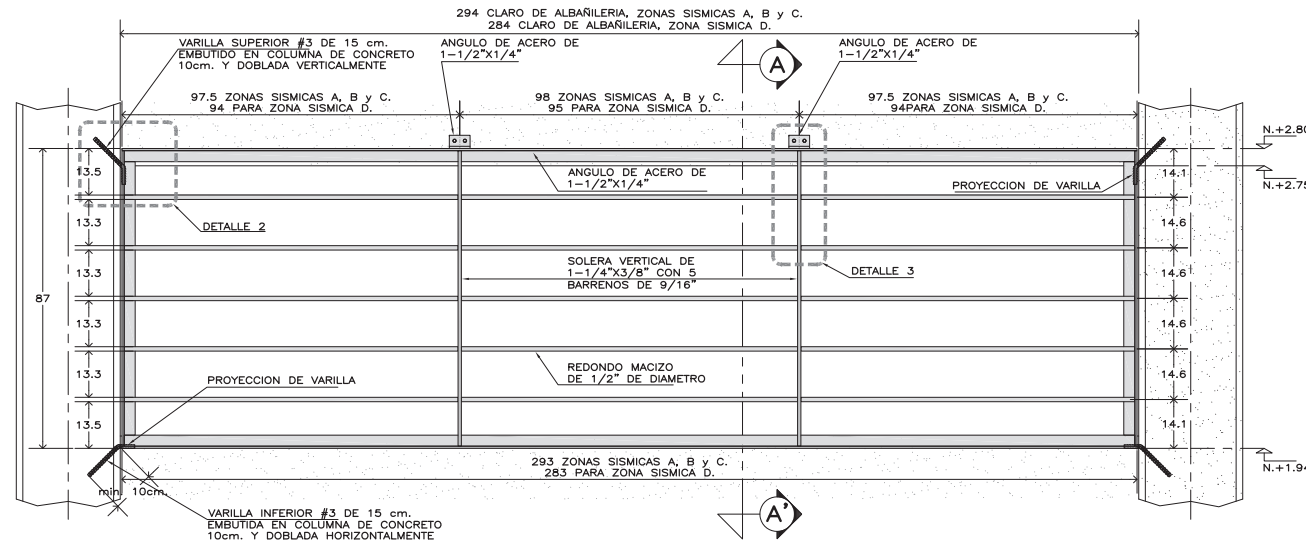 294 CLARO DE ALBAÑILERIA, ZONAS SISMICAS A, B y C.
284 CLARO DE ALBAÑILERIA, ZONA SISMICA D.
VARILLA SUPERIOR #3 DE 15 cm.
EMBUTIDO EN COLUMNA DE CONCRETO
10cm. Y DOBLADA VERTICALMENTE
ANGULO DE ACERO DE
1-1/2"X1/4"
A
ANGULO DE ACERO DE
1-1/2"X1/4"
97.5 ZONAS SISMICAS A, B y C.
94 PARA ZONA SISMICA D.
98 ZONAS SISMICAS A, B y C.
95 PARA ZONA SISMICA D.
97.5 ZONAS SISMICAS A, B y C.
94PARA ZONA SISMICA D.
N.+2.80
N.+2.75
13.5
ANGULO DE ACERO DE
1-1/2"X1/4"
PROYECCION DE VARILLA
14.1
DETALLE 2
13.3
14.6
SOLERA VERTICAL DE
1-1/4"X3/8" CON 5
BARRENOS DE 9/16"
DETALLE 3
13.3
14.6
87
13.3
14.6
REDONDO MACIZO
DE 1/2" DE DIAMETRO
PROYECCION DE VARILLA
13.3
14.6
13.5
14.1
293 ZONAS SISMICAS A, B y C.
283 PARA ZONA SISMICA D.
N.+1.94
min. 10cm.
VARILLA INFERIOR #3 DE 15 cm.
EMBUTIDA EN COLUMNA DE CONCRETO
10cm. Y DOBLADA HORIZONTALMENTE
A'